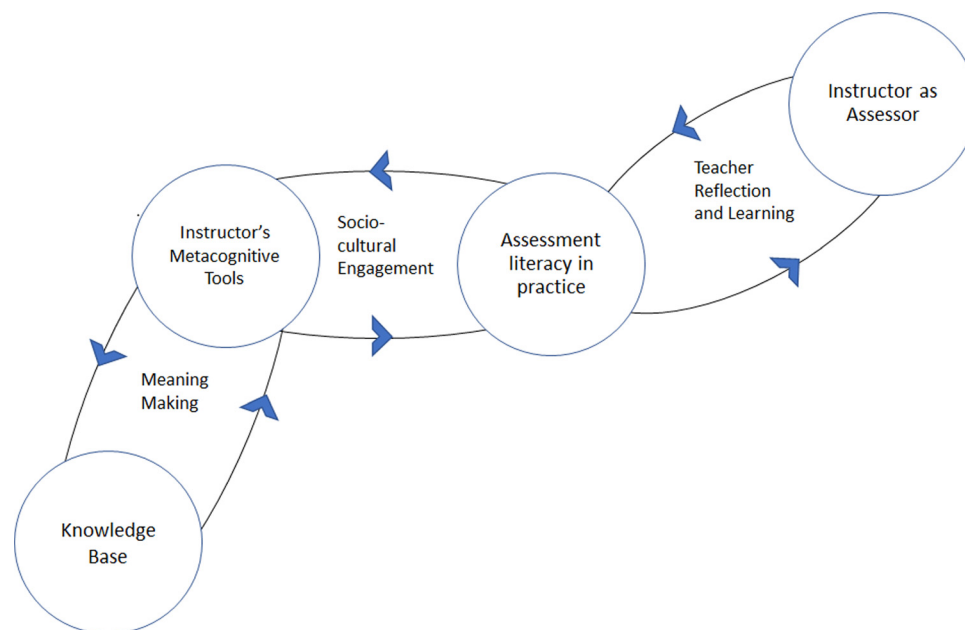 Instructor as
Assessor
Teacher
Reflection
and Learning
Socio-
cultural
Engagement
Instructor's
Metacognitive
Tools
Assessment
literacy in
practice
Meaning
Making
Knowledge
Base